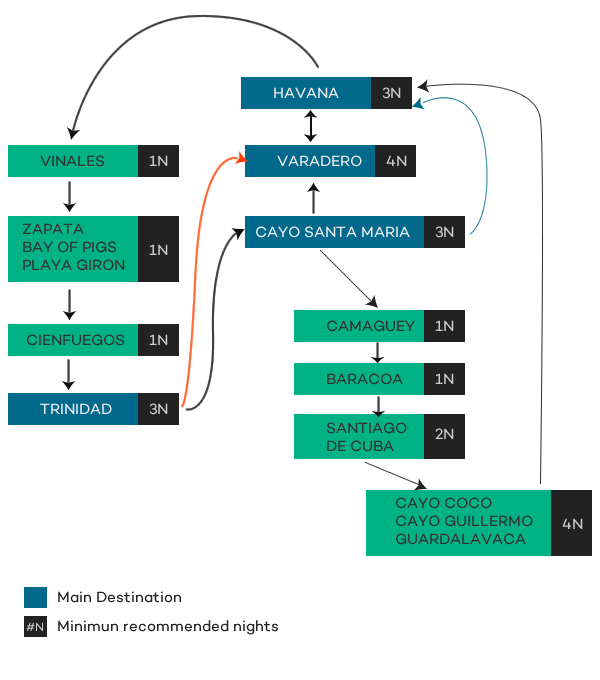 HAVANA 3N
VINALES 1N
VARADERO 4N
ZAPATA
BAY OF PIGS
PLAYA GIRON
1N
CAYO SANTA MARIA 3N
CIENFUEGOS 1N
TRINIDAD 3N
CAMAGUEY 1N
BARACOA 1N
SANTIAGO
DE CUBA
2N
CAYO COCO
CAYO GUILLERMO
GUARDALAVACA
4N
Main Destination
#N Minimun recommended nights